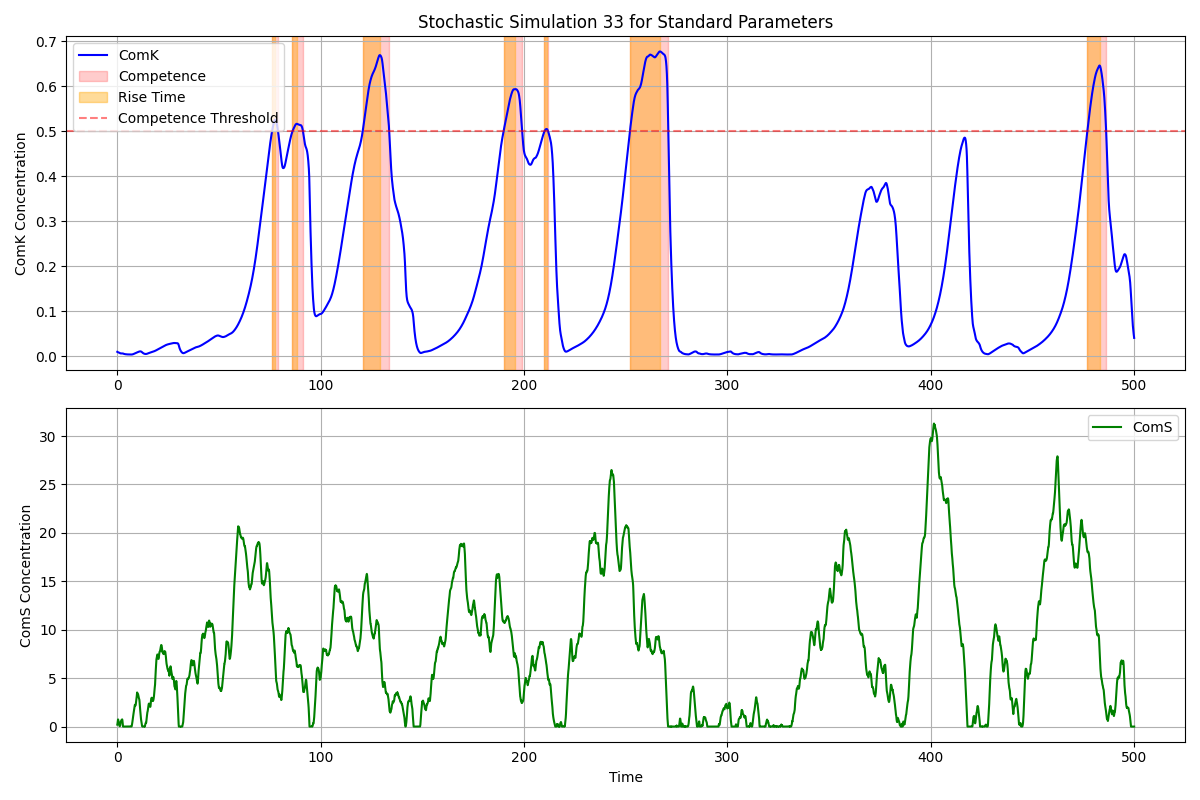 Stochastic Simulation 33 for Standard Parameters
ComK Concentration
0.7
0.6
0.5
0.4
0.3
0.2
0.1
0.0
ComK
Competence
Rise Time
Competence Threshold
0 100 200 300 400 500
ComS Concentration
30
25
20
15
10
5
0
ComS
0 100 200 300 400 500
Time